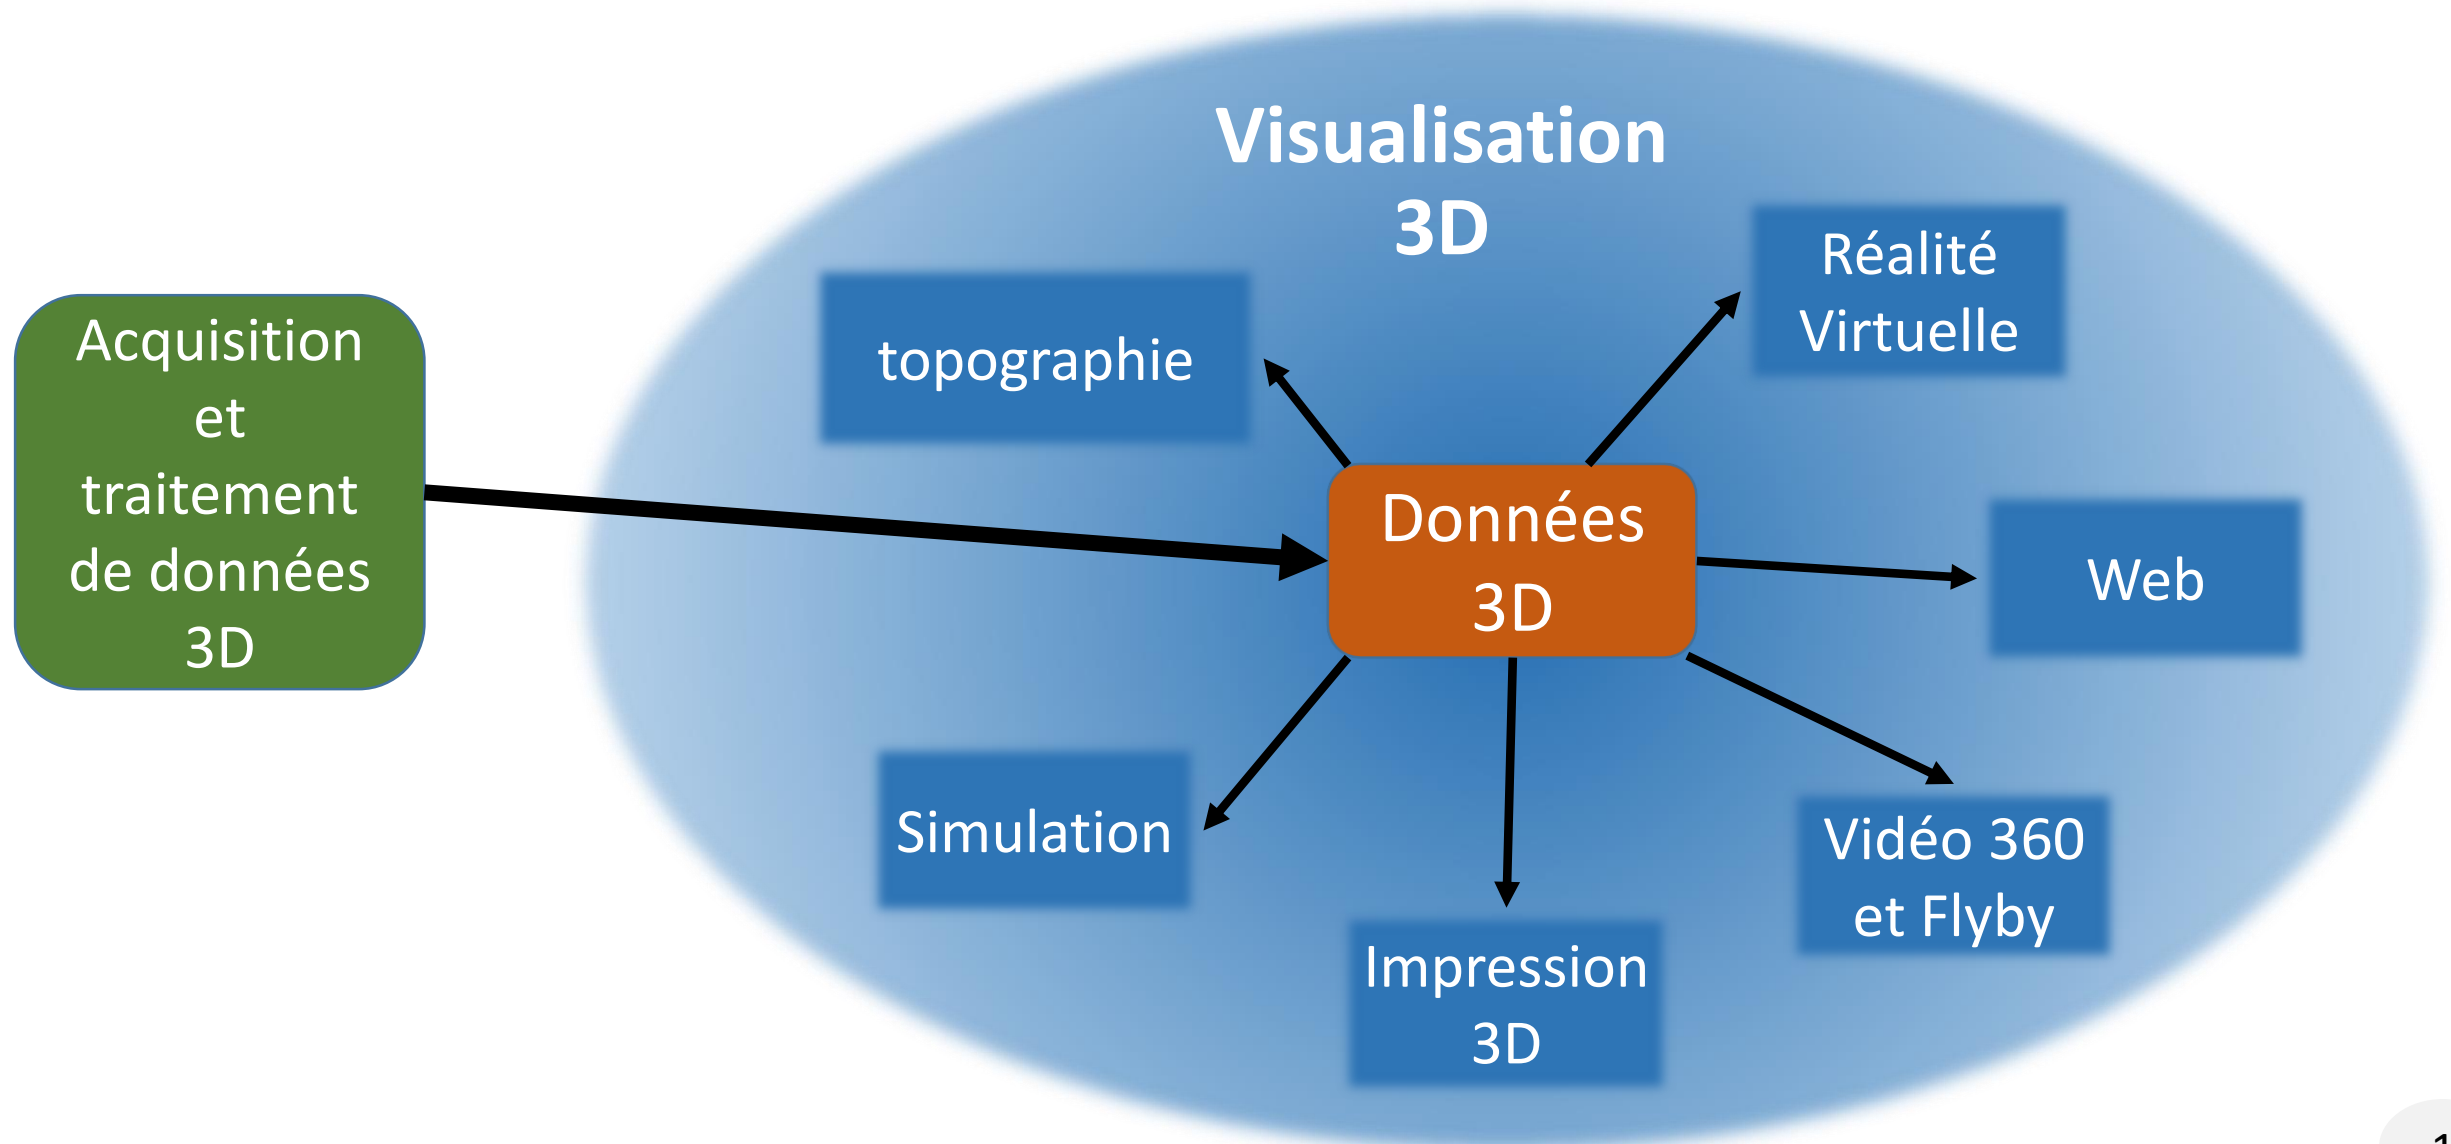 Visualisation
3D
Acquisition
et
traitement
de données
3D
topographie
Réalité
Virtuelle
Données
3D
Web
Simulation
Vidéo 360
et Flyby
Impression
3D